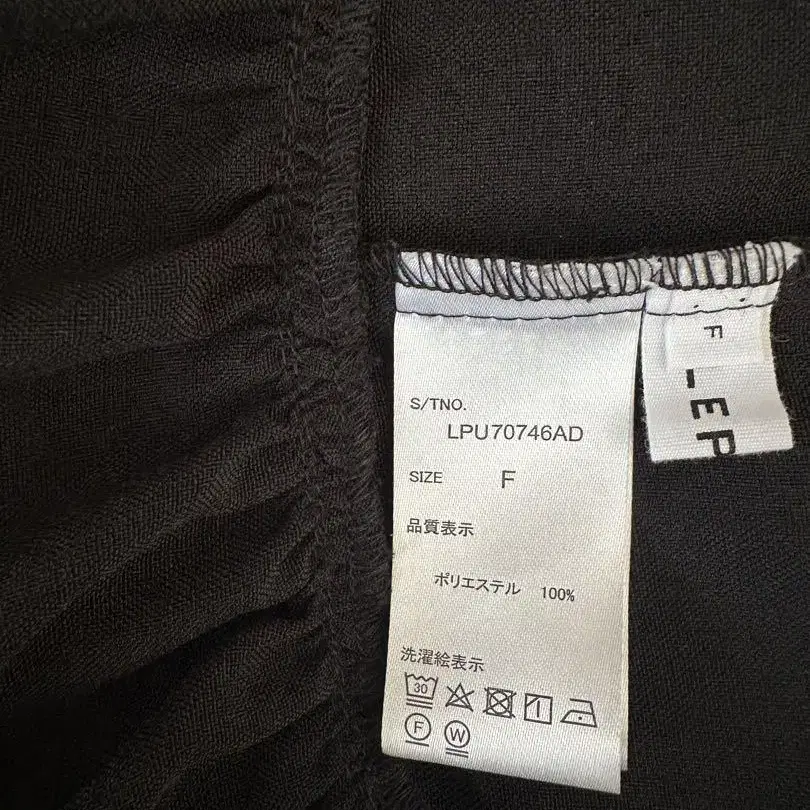 S/TNO.
LPU70746AD
SIZE F
品質表示
ポリエステル 100%
洗濯絵表示
30
F W
F
LEP